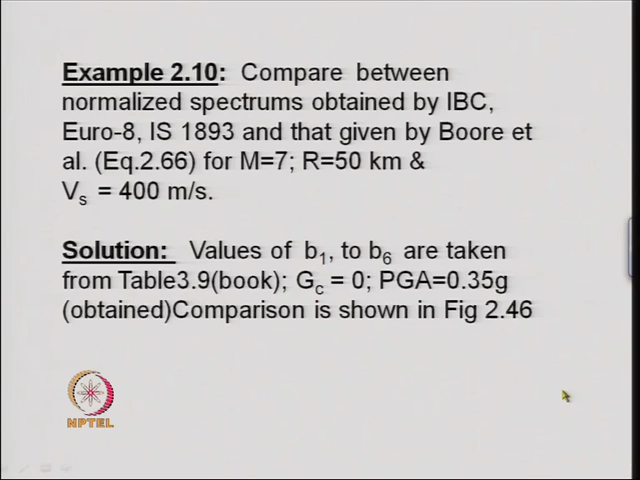 Example 2.10: Compare between
normalized spectrums obtained by IBC,
Euro-8, IS 1893 and that given by Boore et
al. (Eq.2.66) for M=7; R=50 km &
Vs = 400 m/s.
Solution: Values of b1, to b6 are taken
from Table3.9(book); Gc = 0; PGA=0.35g
(obtained)Comparison is shown in Fig 2.46
NPTEL